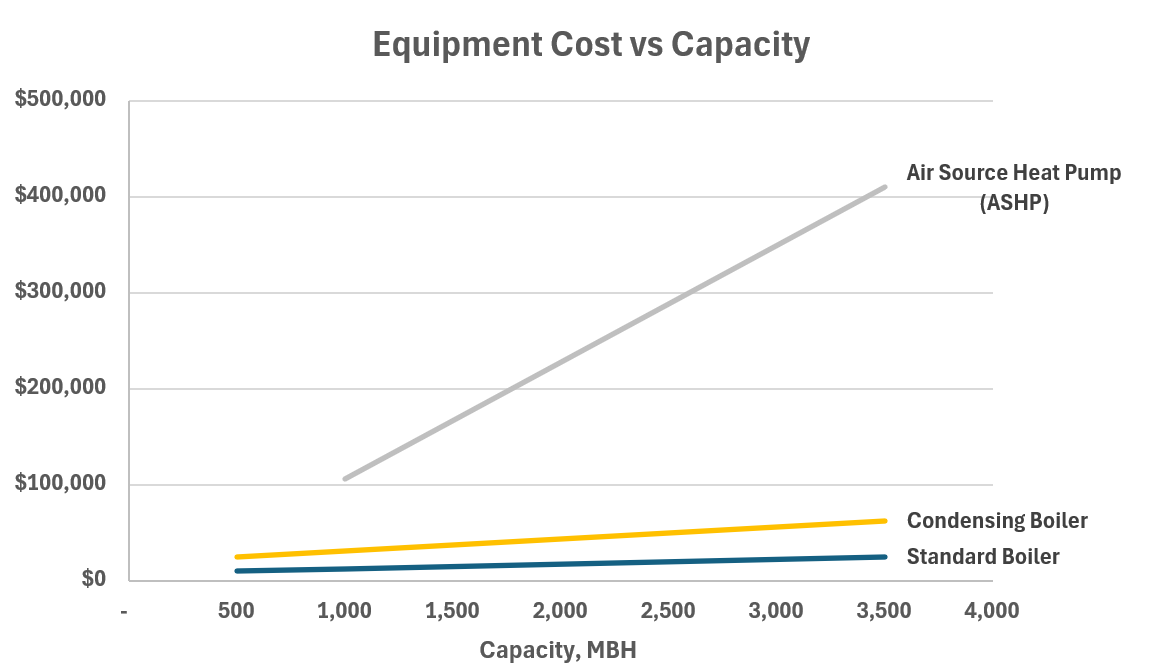 Equipment Cost vs Capacity
$500,000
$400,000
$300,000
$200,000
$100,000
$0
Air Source Heat Pump
(ASHP)
Condensing Boiler
Standard Boiler
- 500 1,000 1,500 2,000 2,500 3,000 3,500 4,000
Capacity, MBH